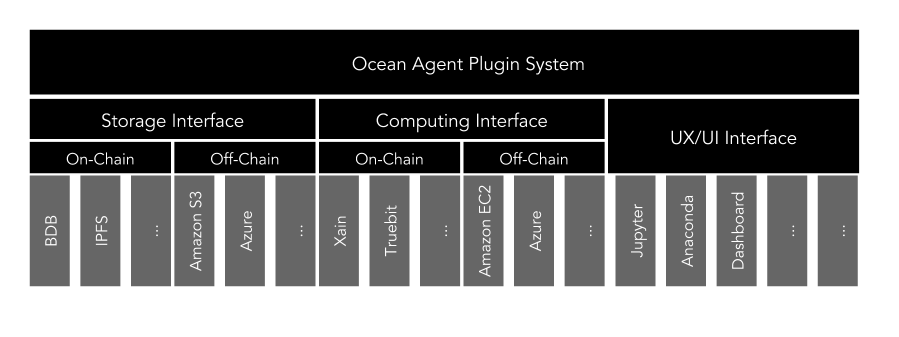 Ocean Agent Plugin System
Storage Interface
Computing Interface
UX/UI Interface
On-Chain
Off-Chain
On-Chain
Off-Chain
BDB
IPFS
...
Amazon S3
Azure
...
Xain
Truebit
...
Amazon EC2
Azure
...
Jupyter
Anaconda
Dashboard
...
...